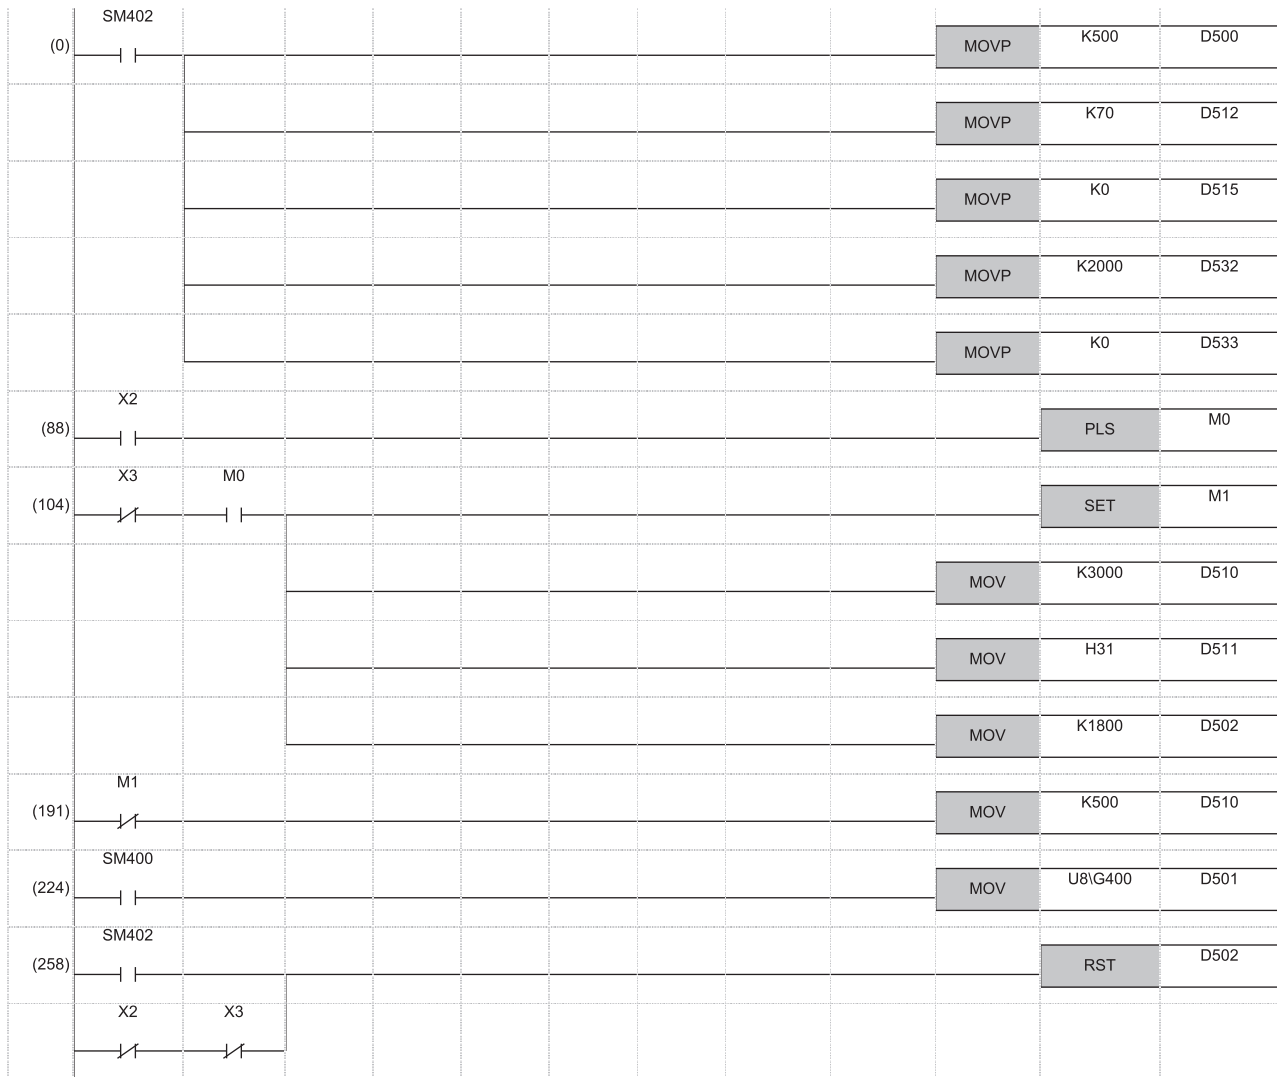 SM402
(0) MOVP K500 D500
MOVP K70 D512
MOVP K0 D515
MOVP K2000 D532
MOVP K0 D533
X2
(88) PLS M0
X3 M0
(104) SET M1
MOV K3000 D510
MOV H31 D511
MOV K1800 D502
M1
(191) MOV K500 D510
SM400
(224) MOV U8\G400 D501
SM402
(258) RST D502
X2 X3